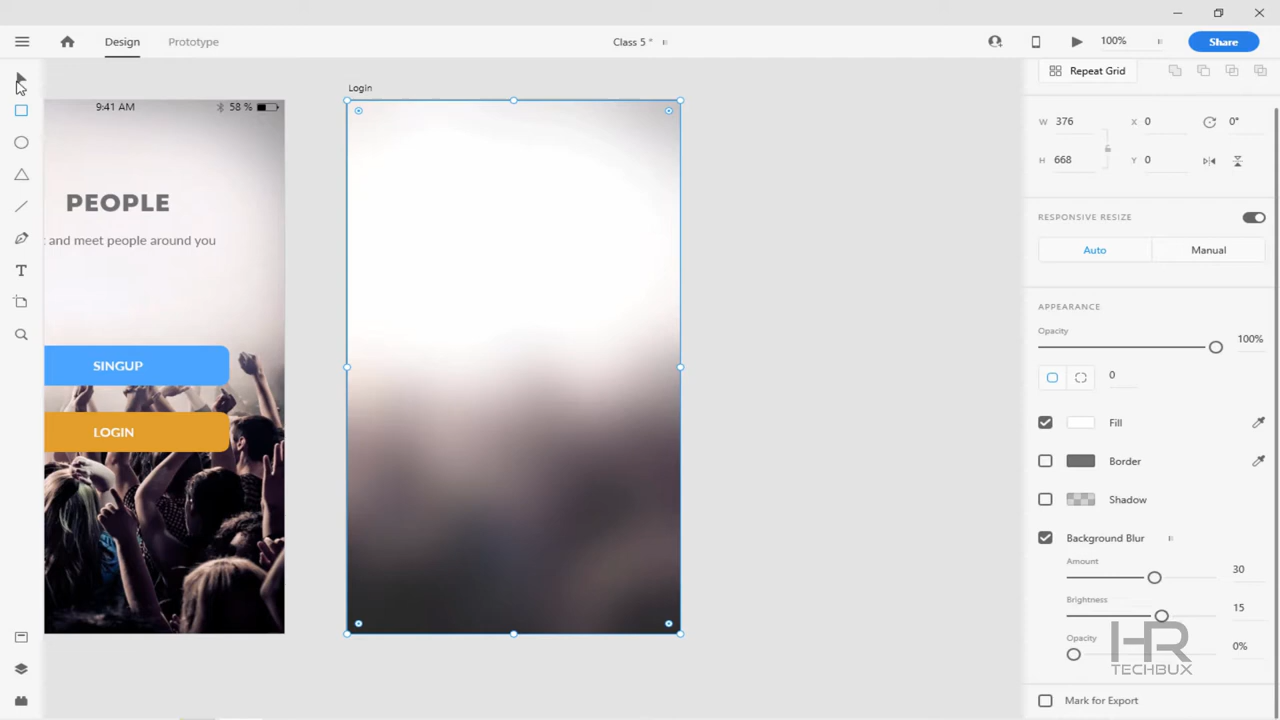 Design
Prototype
Class 5 *
100%
Share
Login
9:41 AM
58 %
PEOPLE
and meet people around you
SINGUP
LOGIN
Repeat Grid
W 376 X 0 0°
H 668 Y 0
RESPONSIVE RESIZE
Auto Manual
APPEARANCE
Opacity
100%
0
Fill
Border
Shadow
Background Blur
Amount
30
Brightness
15
Opacity
0%
HR
TECHBUX
Mark for Export
T